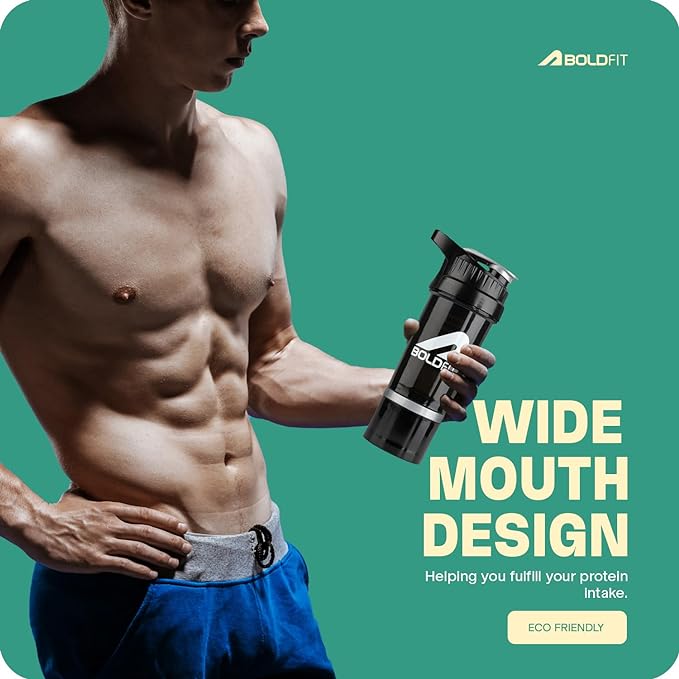 BOLDFIT
BOLDFIT
WIDE
MOUTH
DESIGN
Helping you fulfill your protein
intake.
ECO FRIENDLY